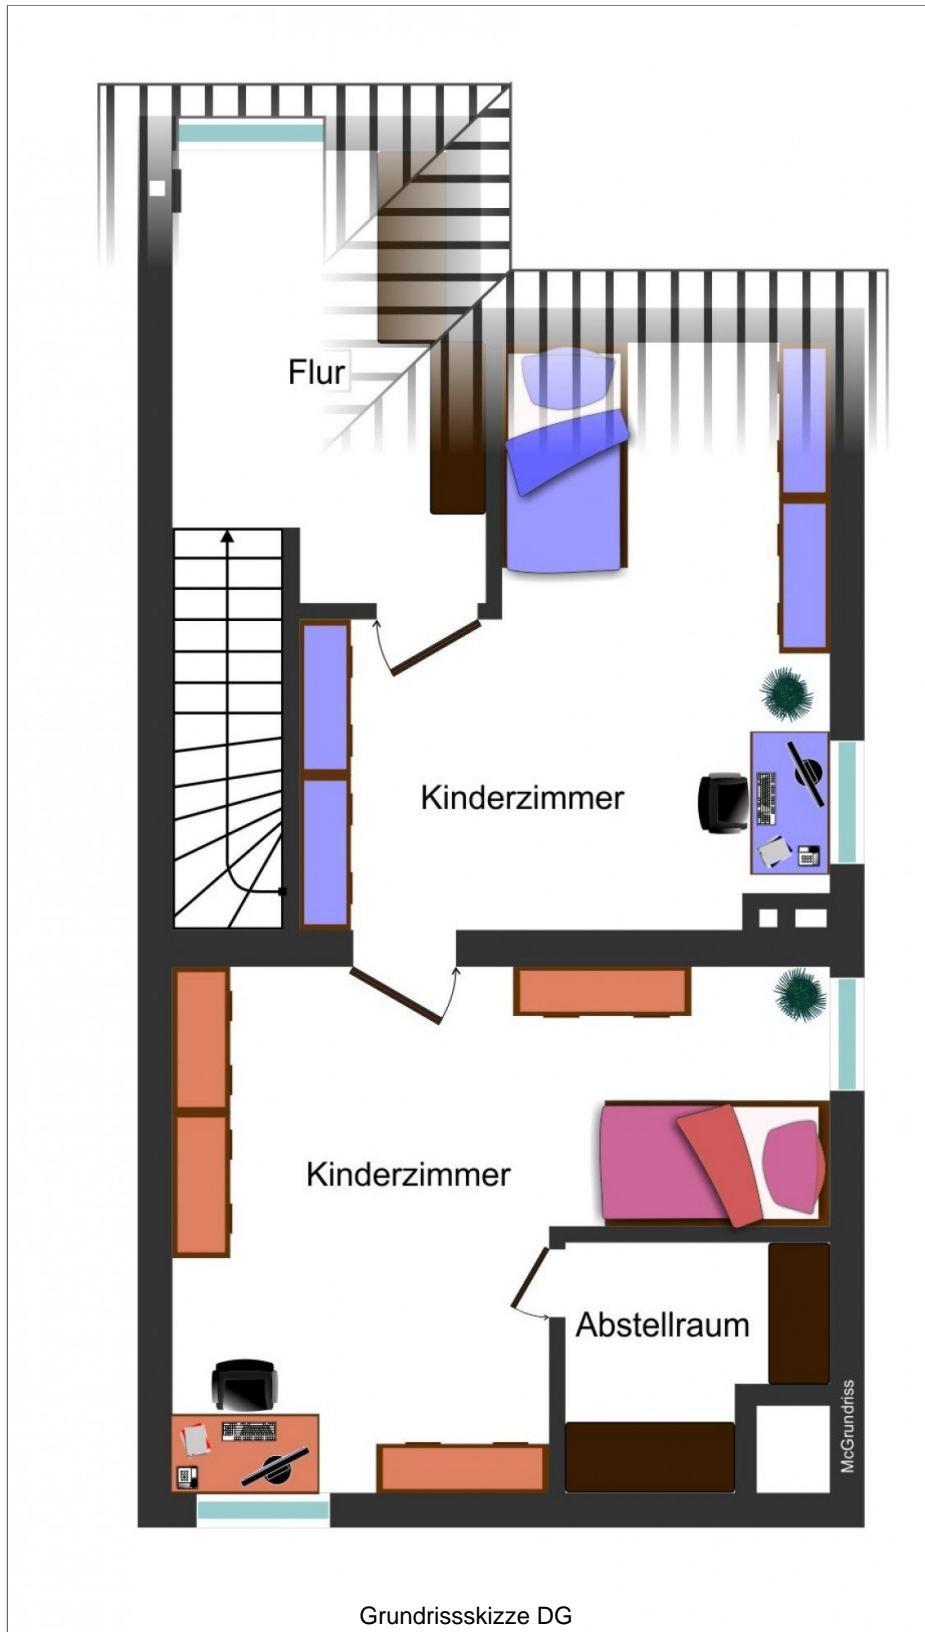 Flur
Kinderzimmer
Kinderzimmer
Abstellraum
McGrundriss
Grundrissskizze DG